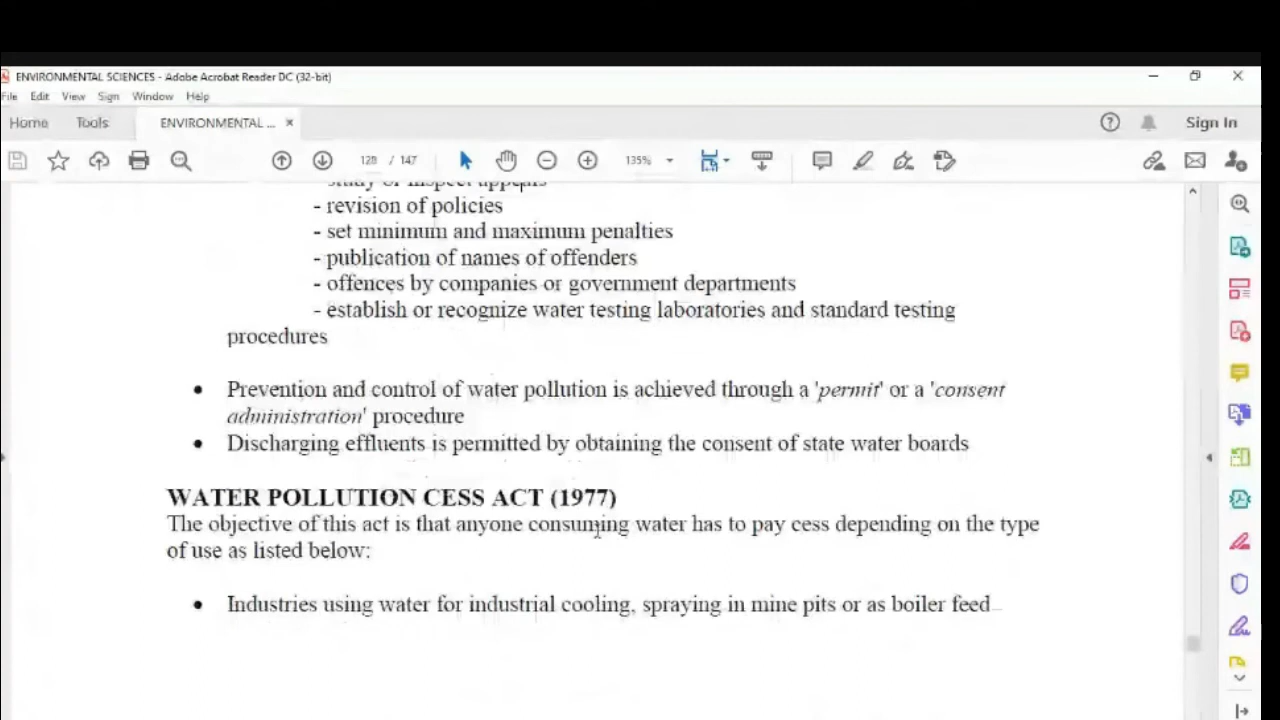 ENVIRONMENTAL SCIENCES - Adobe Acrobat Reader DC (32-bit)
File Edit View Sign Window Help
Home Tools ENVIRONMENTAL ... × Sign In
128 / 147 135%
study or inspect appeals
- revision of policies
- set minimum and maximum penalties
- publication of names of offenders
- offences by companies or government departments
- establish or recognize water testing laboratories and standard testing
procedures
• Prevention and control of water pollution is achieved through a 'permit' or a 'consent
administration' procedure
• Discharging effluents is permitted by obtaining the consent of state water boards
WATER POLLUTION CESS ACT (1977)
The objective of this act is that anyone consuming water has to pay cess depending on the type
of use as listed below:
• Industries using water for industrial cooling, spraying in mine pits or as boiler feed